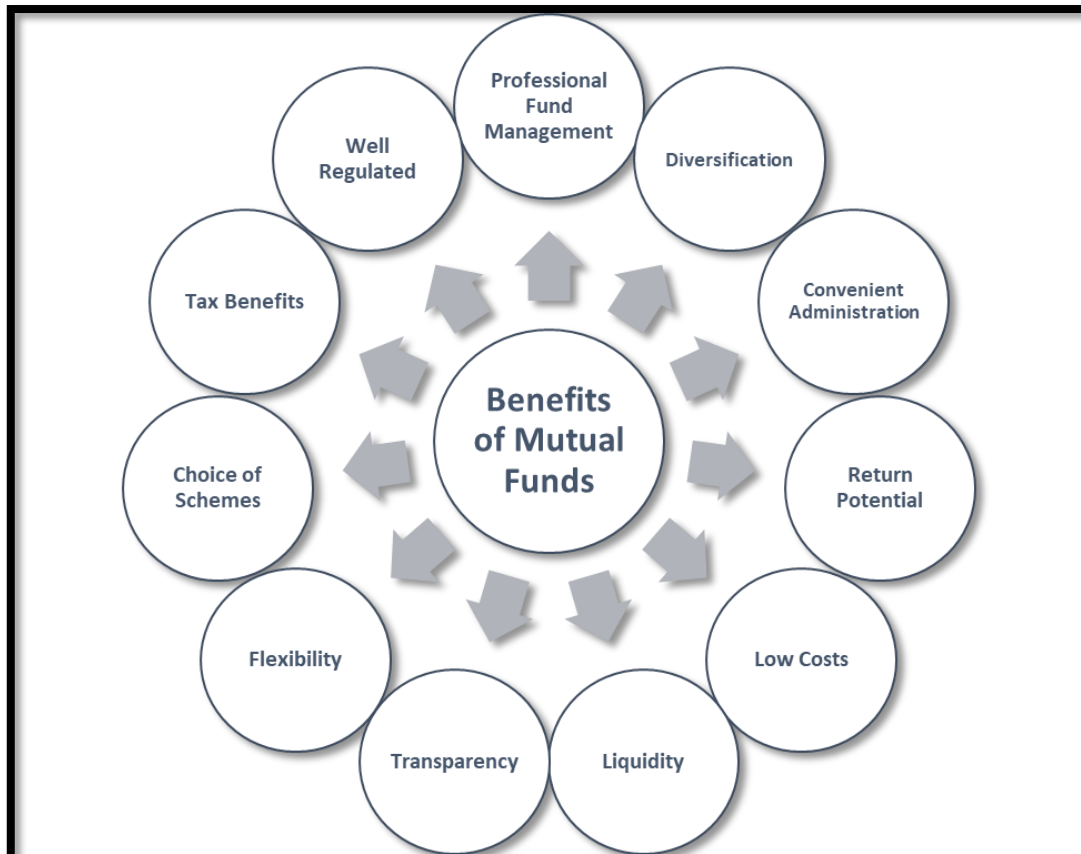 Benefits
of Mutual
Funds
Professional
Fund
Management
Diversification
Convenient
Administration
Return
Potential
Low Costs
Liquidity
Transparency
Flexibility
Choice of
Schemes
Tax Benefits
Well
Regulated